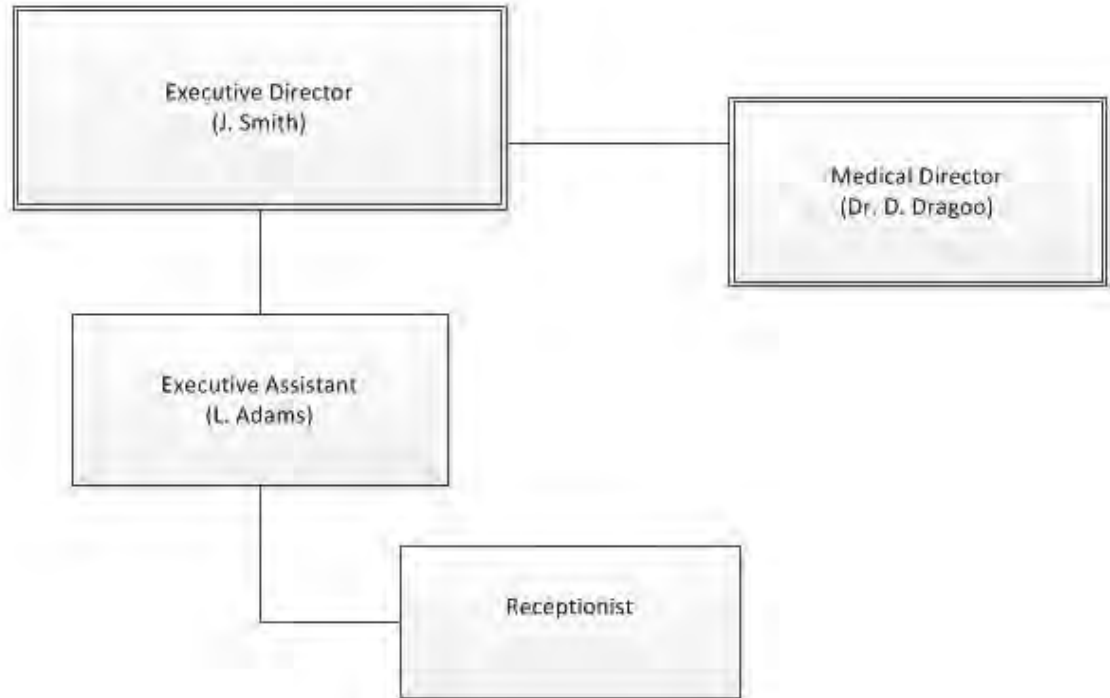 Executive Director
(J. Smith)
Medical Director
(Dr. D. Dragoo)
Executive Assistant
(L. Adams)
Receptionist